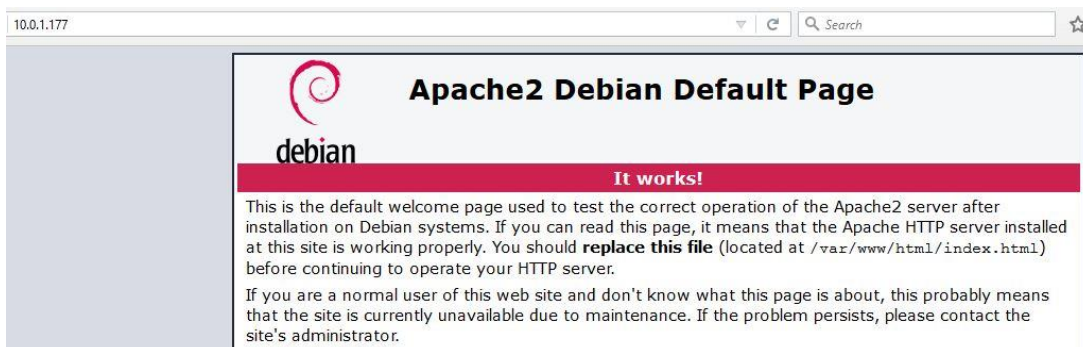 10.0.1.177
Search
Apache2 Debian Default Page
debian
It works!
This is the default welcome page used to test the correct operation of the Apache2 server after
installation on Debian systems. If you can read this page, it means that the Apache HTTP server installed
at this site is working properly. You should replace this file (located at /var/www/html/index.html)
before continuing to operate your HTTP server.
If you are a normal user of this web site and don't know what this page is about, this probably means
that the site is currently unavailable due to maintenance. If the problem persists, please contact the
site's administrator.